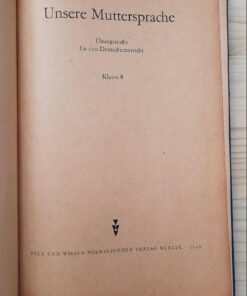 Unsere Muttersprache
Übungsstoffe
für den Deutschunterricht
Klasse 8
VOLK UND WISSEN VOLKSEIGENER VERLAG BERLIN ·